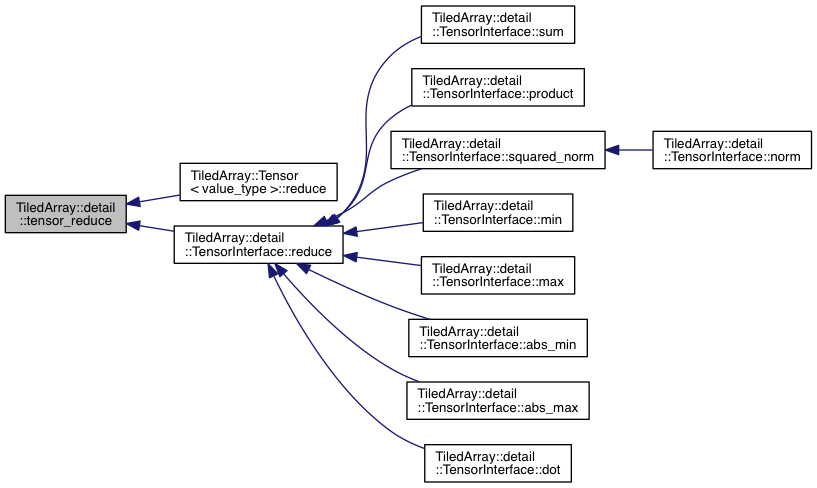 TiledArray::detail
::TensorInterface::sum
TiledArray::detail
::TensorInterface::product
TiledArray::detail
::TensorInterface::squared_norm
TiledArray::detail
::TensorInterface::norm
TiledArray::Tensor
< value_type >::reduce
TiledArray::detail
::tensor_reduce
TiledArray::detail
::TensorInterface::min
TiledArray::detail
::TensorInterface::reduce
TiledArray::detail
::TensorInterface::max
TiledArray::detail
::TensorInterface::abs_min
TiledArray::detail
::TensorInterface::abs_max
TiledArray::detail
::TensorInterface::dot